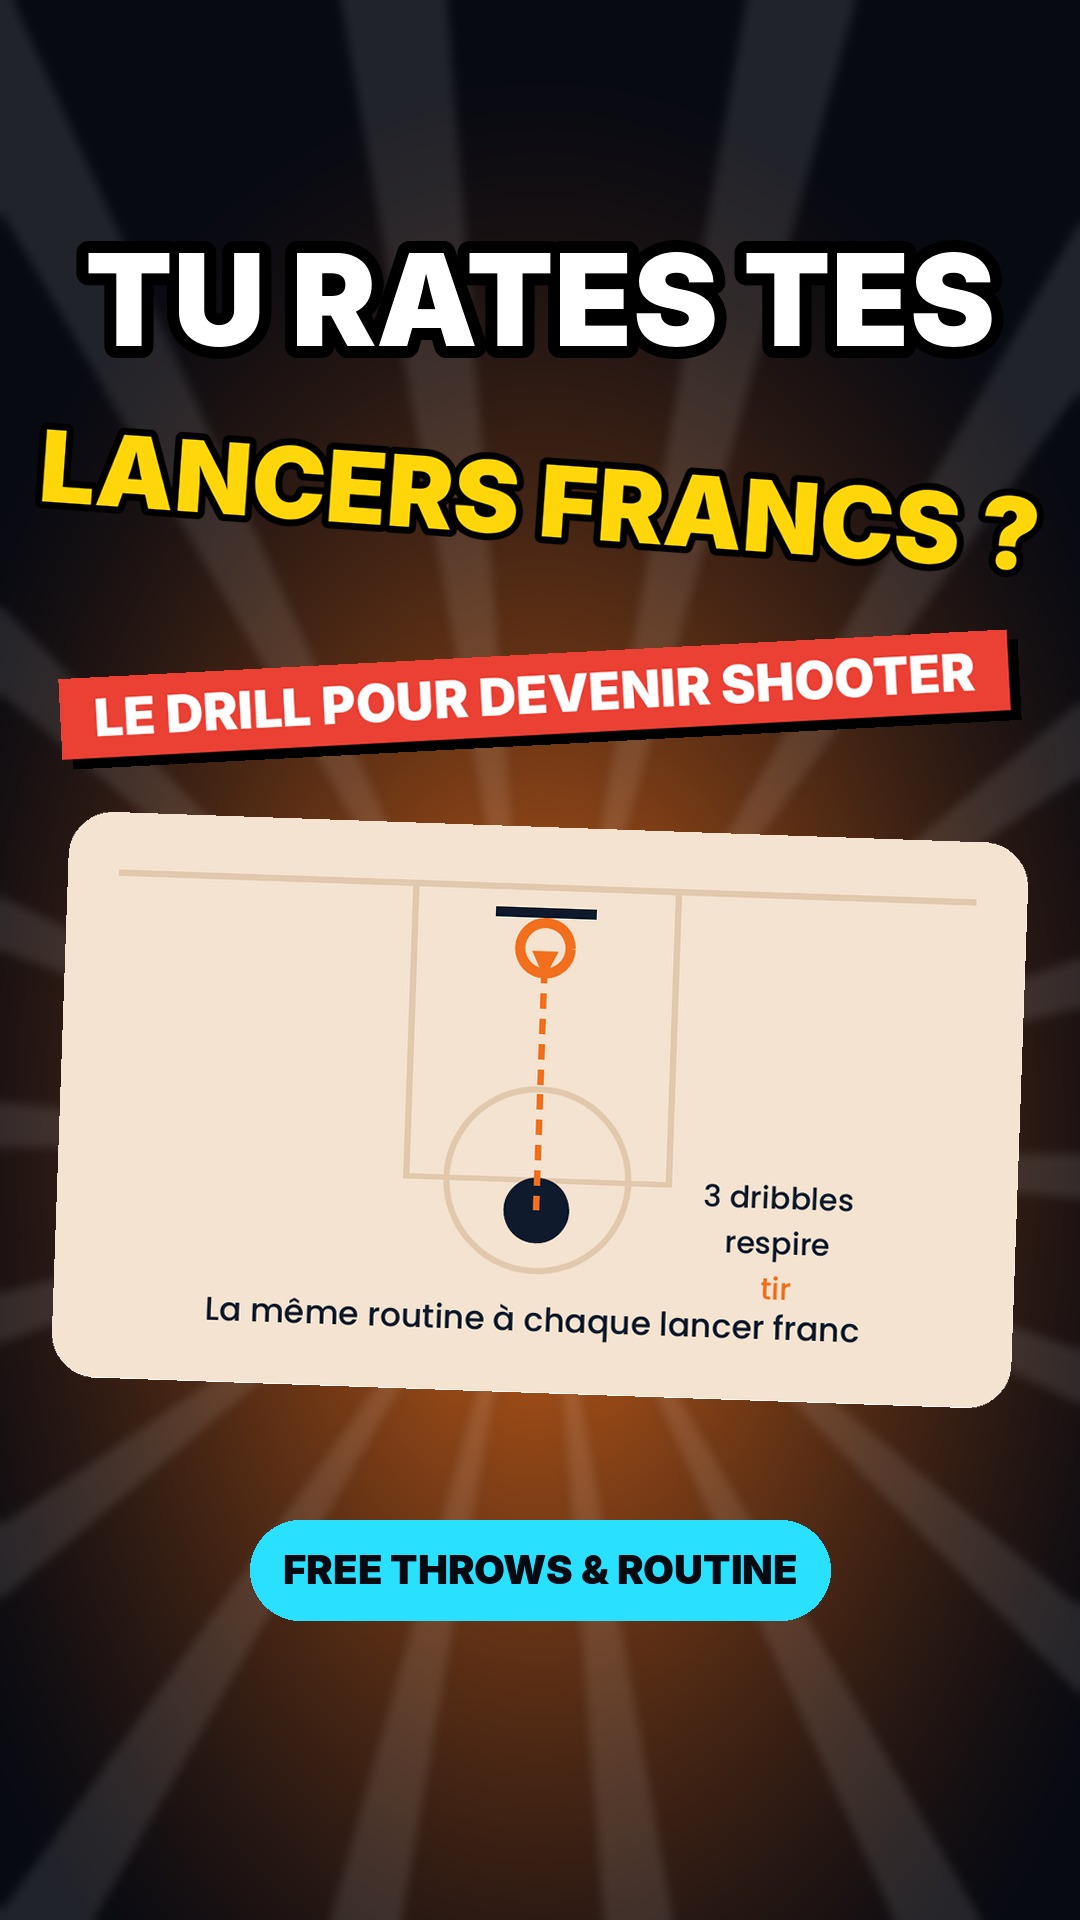 TU RATES TES
LANCERS FRANCS ?
LE DRILL POUR DEVENIR SHOOTER
3 dribbles
respire
tir
La même routine à chaque lancer franc
FREE THROWS & ROUTINE